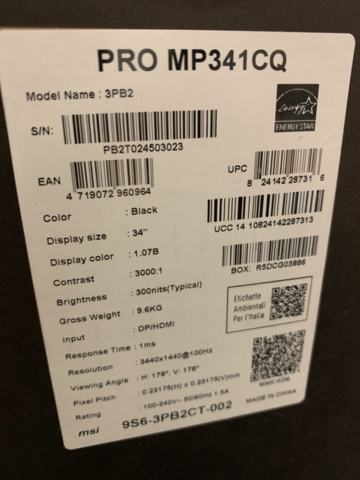 PRO MP341CQ
Model Name : 3PB2
ENERGY STAR
S/N:
PB2T024503023
EAN
4 719072 960964
UPC
8 24142 28731 6
UCC 14 10824142287313
BOX: R5DCG03886
Color : Black
Display size : 34"
Display color : 1.07B
Contrast : 3000:1
Brightness : 300nits(Typical)
Gross Weight : 9.6KG
Input : DP/HDMI
Response Time : 1ms
Resolution : 3440x1440@100Hz
Viewing Angle : H: 178°, V: 178°
Pixel Pitch : 0.23175(H) x 0.23175(V)mm
Rating : 100-240V~ 50/60Hz 1.5A
Etichette
Ambientali
Per l'Italia
MNK/KD6
MADE IN CHINA
msi
9S6-3PB2CT-002